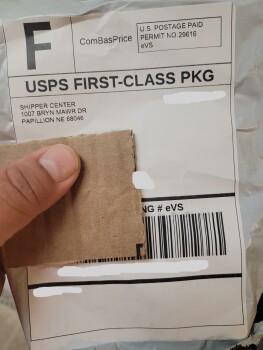 F
ComBasPrice
U.S. POSTAGE PAID
PERMIT NO.29616
eVS
USPS FIRST-CLASS PKG
SHIPPER CENTER
1007 BRYN MAWR DR
PAPILLION NE 68046
NG # eVS